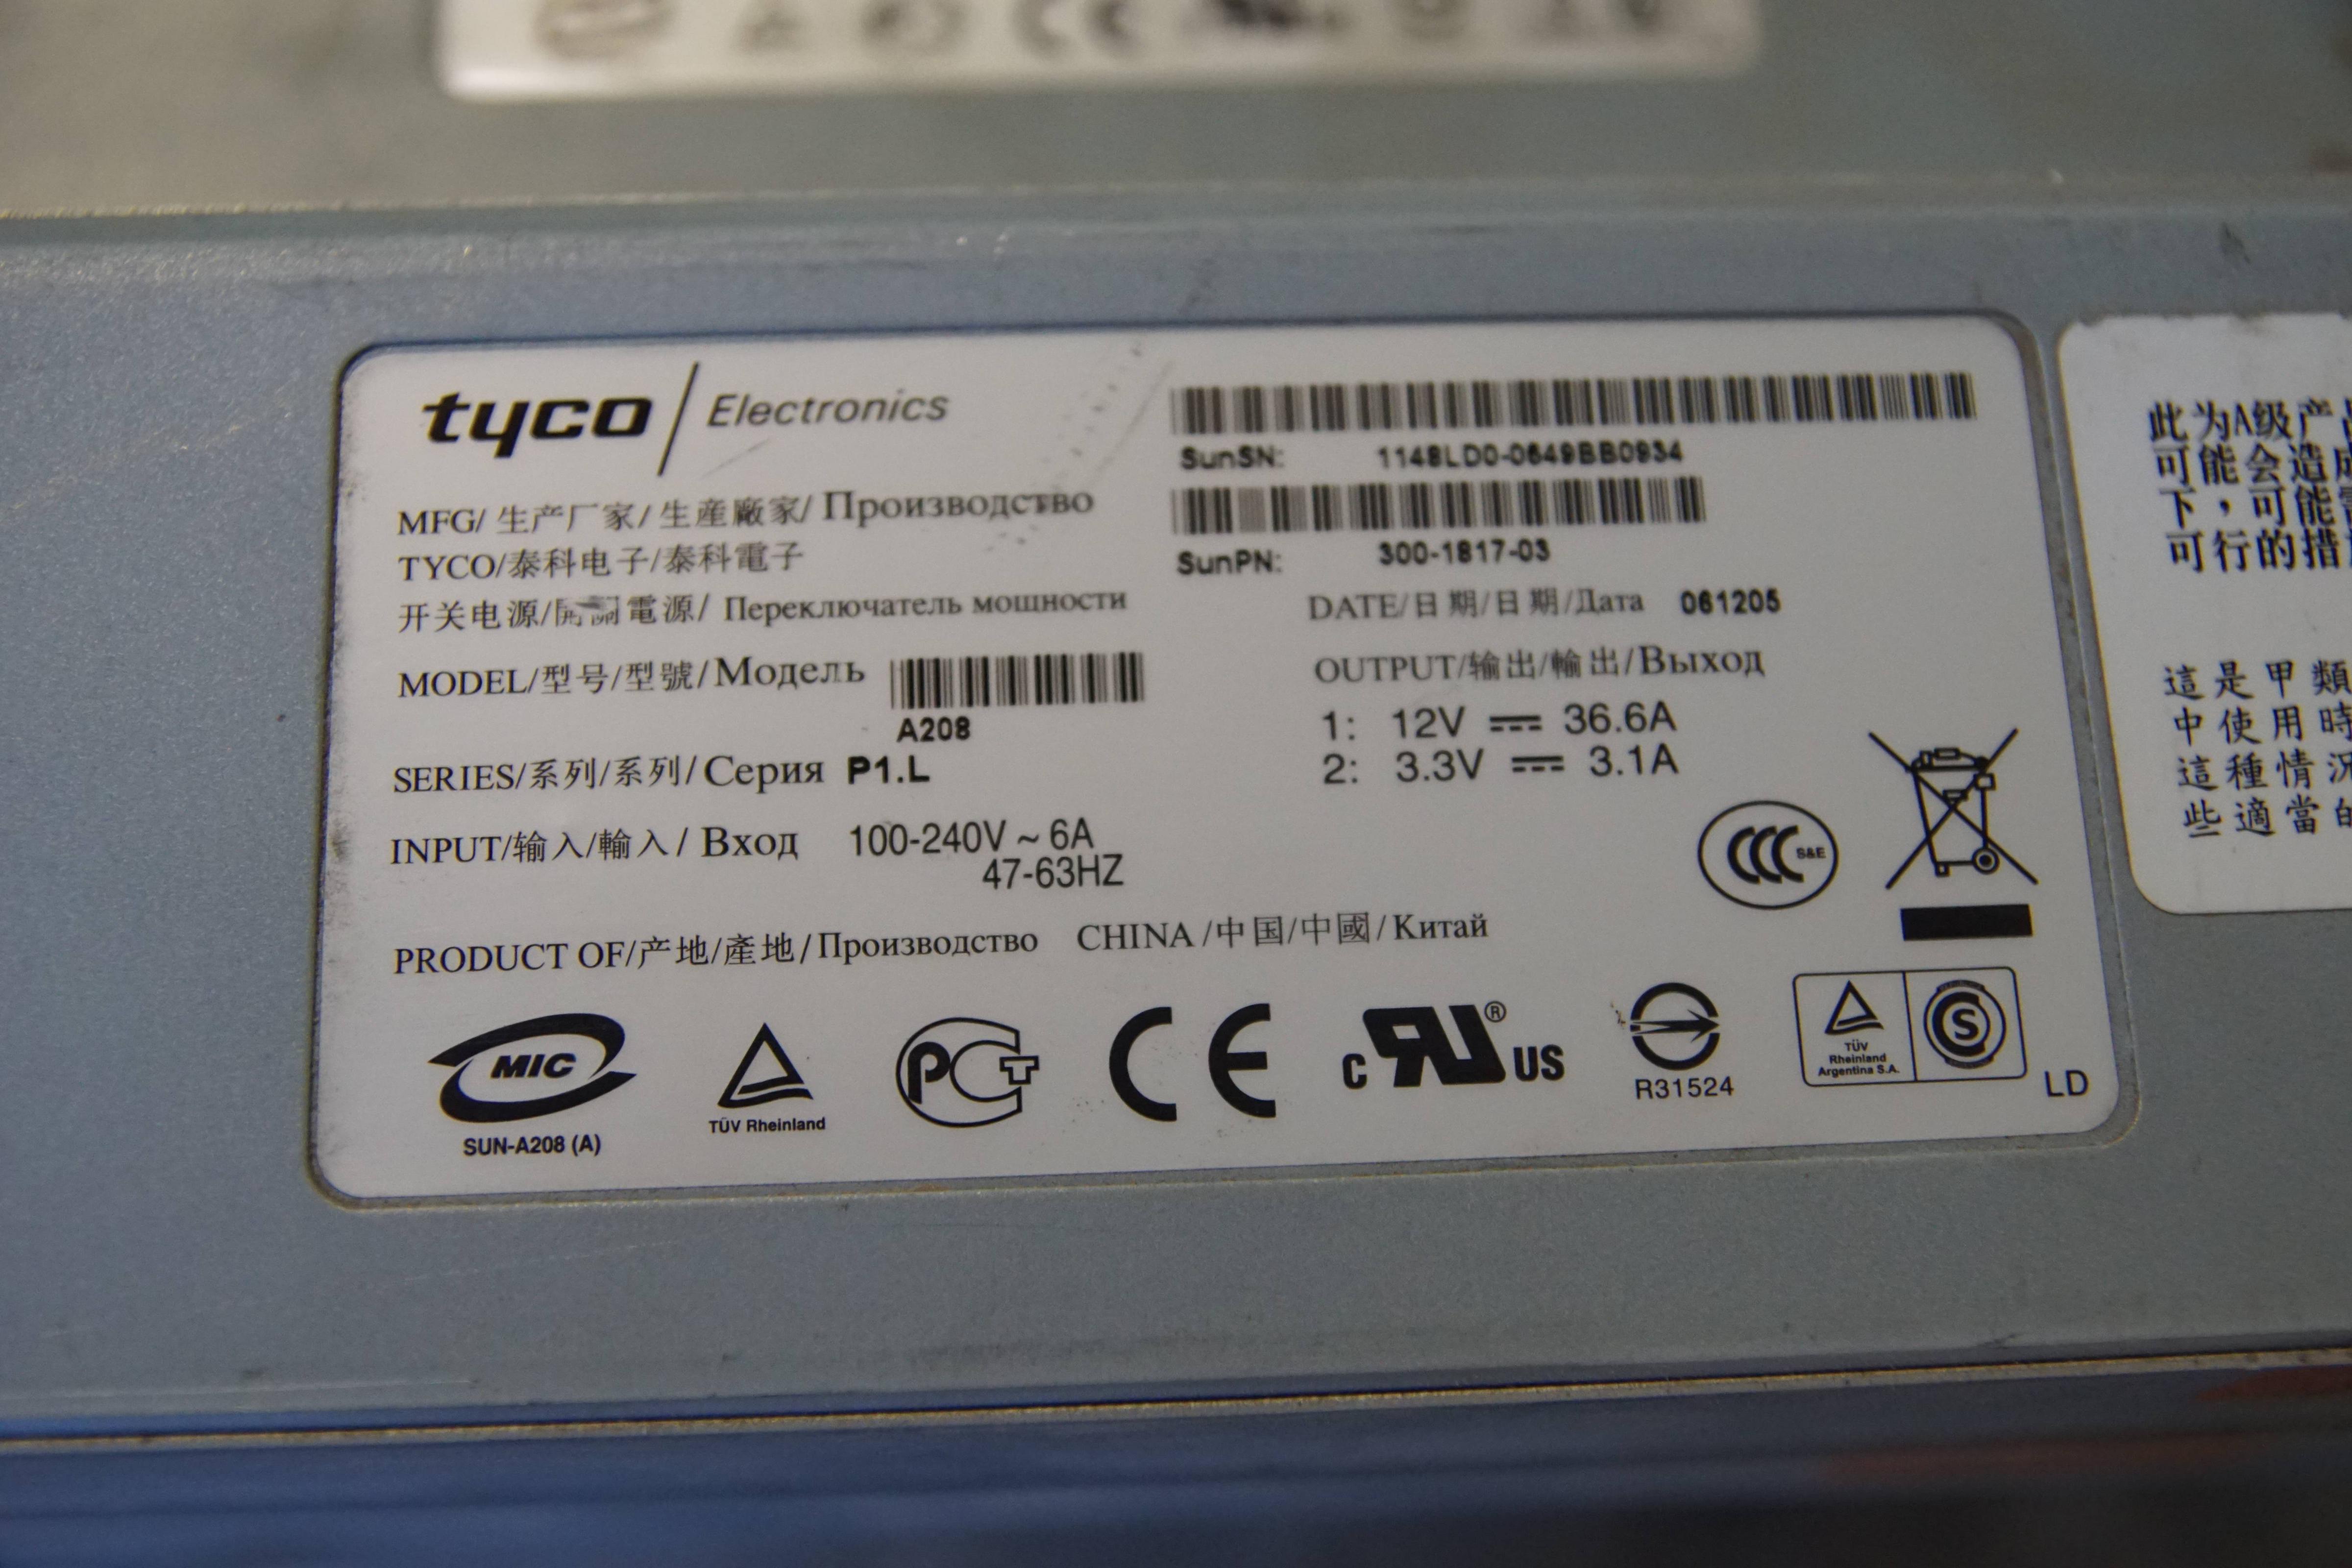 tyco / Electronics
SunSN: 1148LD0-0649BB0934
SunPN: 300-1817-03
MFG/ 生产厂家/生産廠家/ Производство
TYCO/泰科电子/泰科電子
开关电源/開關電源/ Переключатель мощности
DATE/日期/日期/Дата 061205
MODEL/型号/型號/Модель
A208
OUTPUT/输出/輸出/Выход
1: 12V ⎓ 36.6A
2: 3.3V ⎓ 3.1A
SERIES/系列/系列/Серия P1.L
INPUT/输入/輸入/ Вход 100-240V ~ 6A
47-63HZ
S&E
PRODUCT OF/产地/產地/Производство CHINA/中国/中國/Китай
MIC
SUN-A208 (A)
TÜV Rheinland
РСТ
CE
c RU ® US
R31524
TÜV
Rheinland
Argentina S.A.
S
LD
此为A级产
可能会造成
下，可能
可行的措
這是甲類
中使用時
這種情況
些適當的